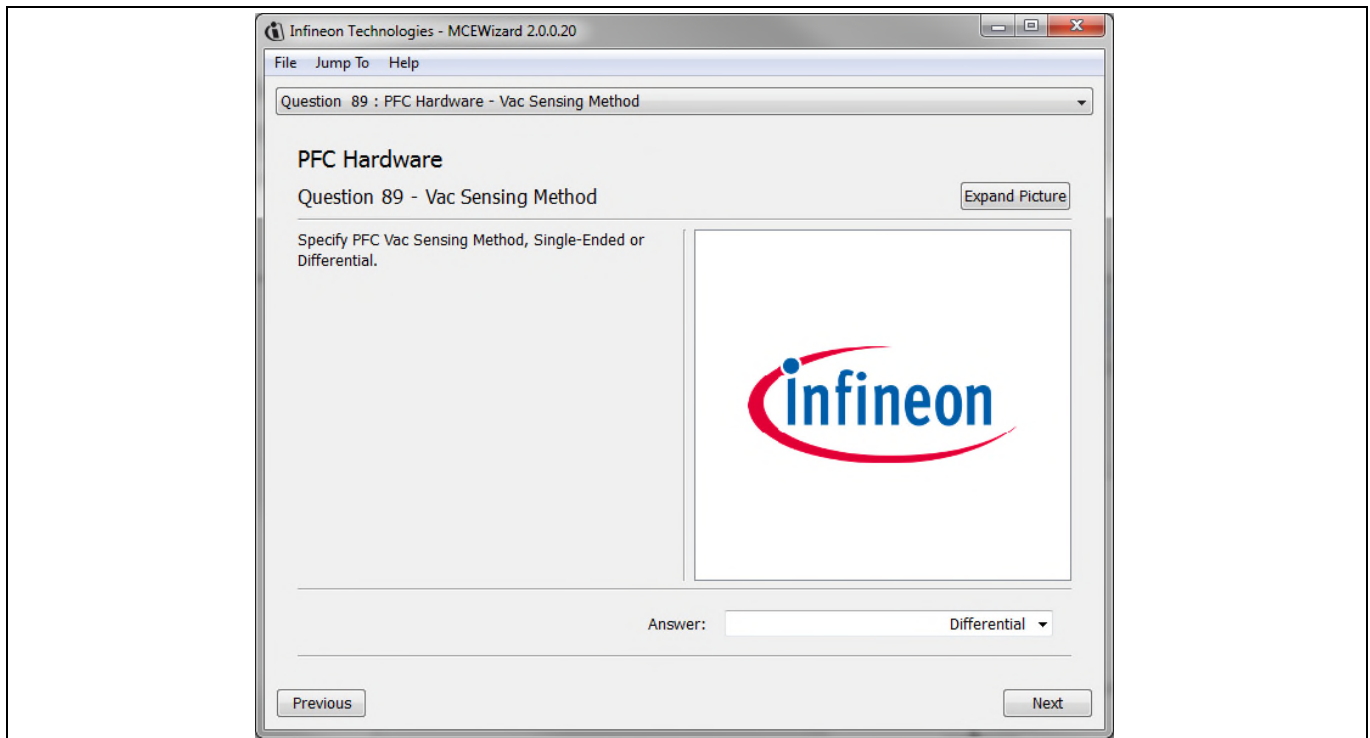 Infineon Technologies - MCEWizard 2.0.0.20
File Jump To Help
Question 89 : PFC Hardware - Vac Sensing Method
PFC Hardware
Question 89 - Vac Sensing Method
Expand Picture
Specify PFC Vac Sensing Method, Single-Ended or
Differential.
infineon
Answer:
Differential
Previous
Next